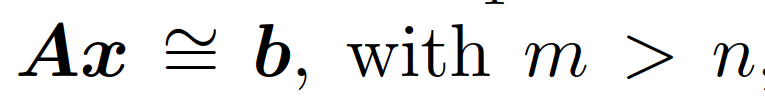 Ax ≅ b, with m > n,